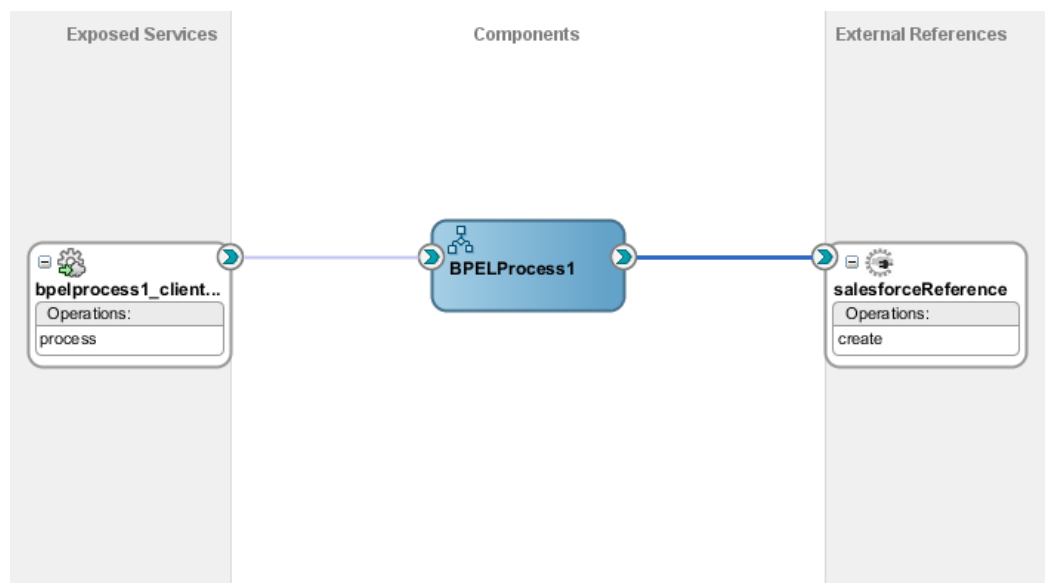 Exposed Services
Components
External References
bpelprocess1_client...
Operations:
process
BPELProcess1
salesforceReference
Operations:
create